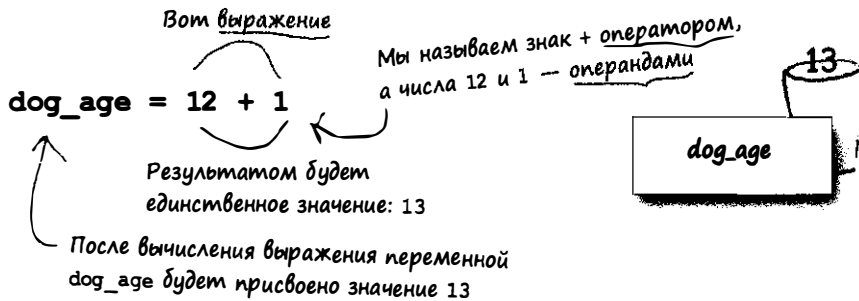 Вот выражение
Мы называем знак + оператором,
а числа 12 и 1 — операндами
dog_age = 12 + 1
Результатом будет
единственное значение: 13
После вычисления выражения переменной
dog_age будет присвоено значение 13
13
dog_age